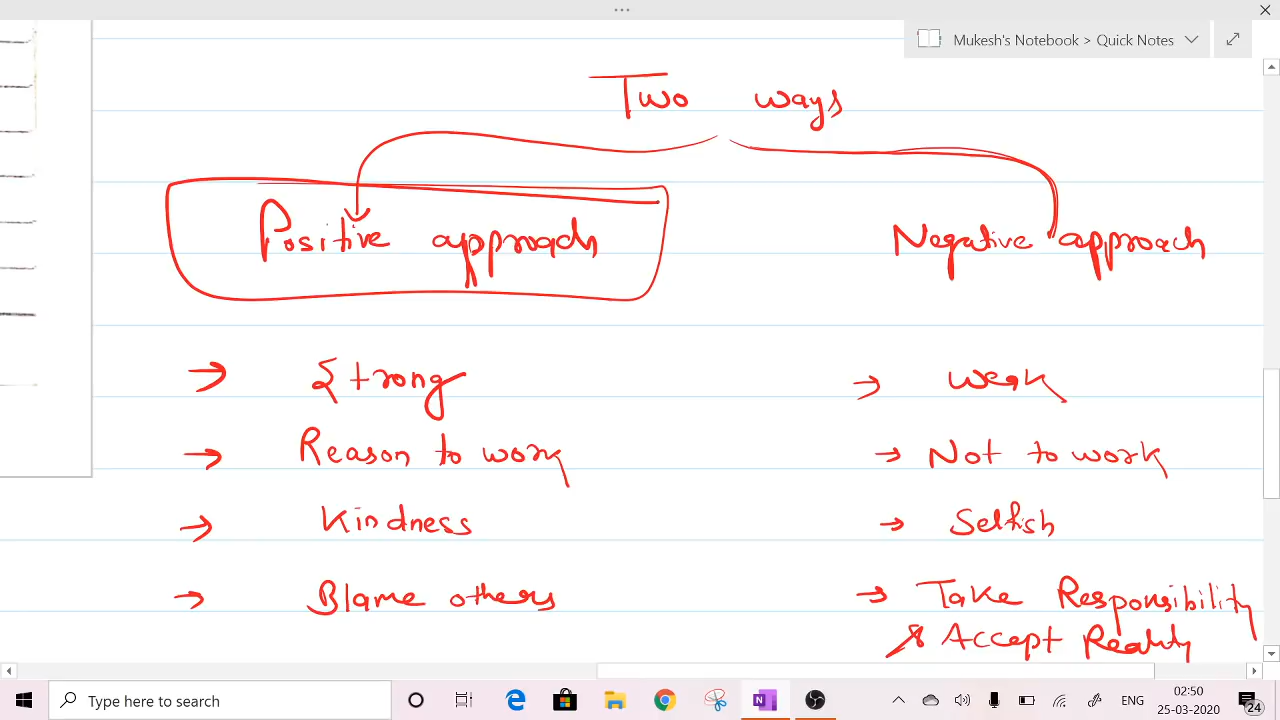 Mukesh's Notebook > Quick Notes
Two ways
Positive approach
Negative approach
→ Strong
→ Weak
→ Reason to work
→ Not to work
→ Kindness
→ Selfish
→ Blame others
→ Take Responsibility
& Accept Reality
Type here to search
ENG
02:50
25-03-2020
24